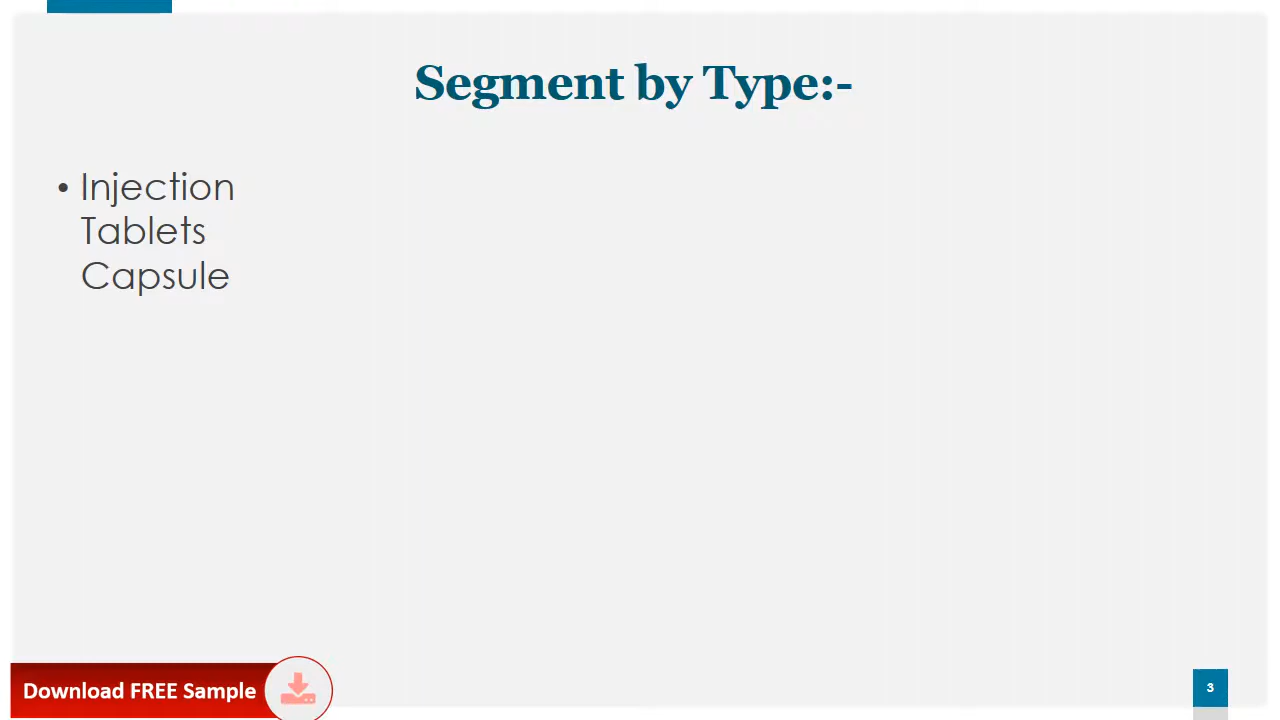 Segment by Type:-
• Injection
Tablets
Capsule
Download FREE Sample
3